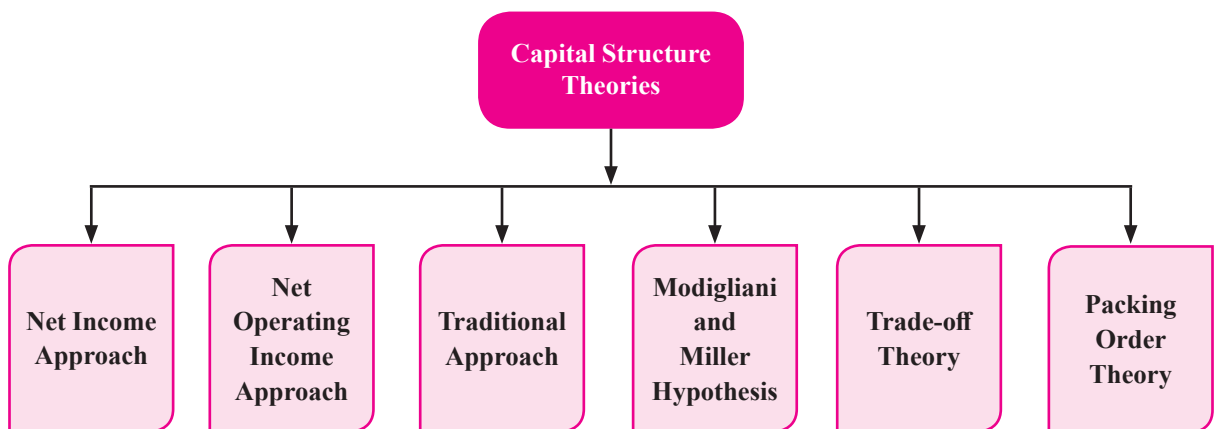 Capital Structure
Theories
Net Income
Approach
Net
Operating
Income
Approach
Traditional
Approach
Modigliani
and
Miller
Hypothesis
Trade-off
Theory
Packing
Order
Theory